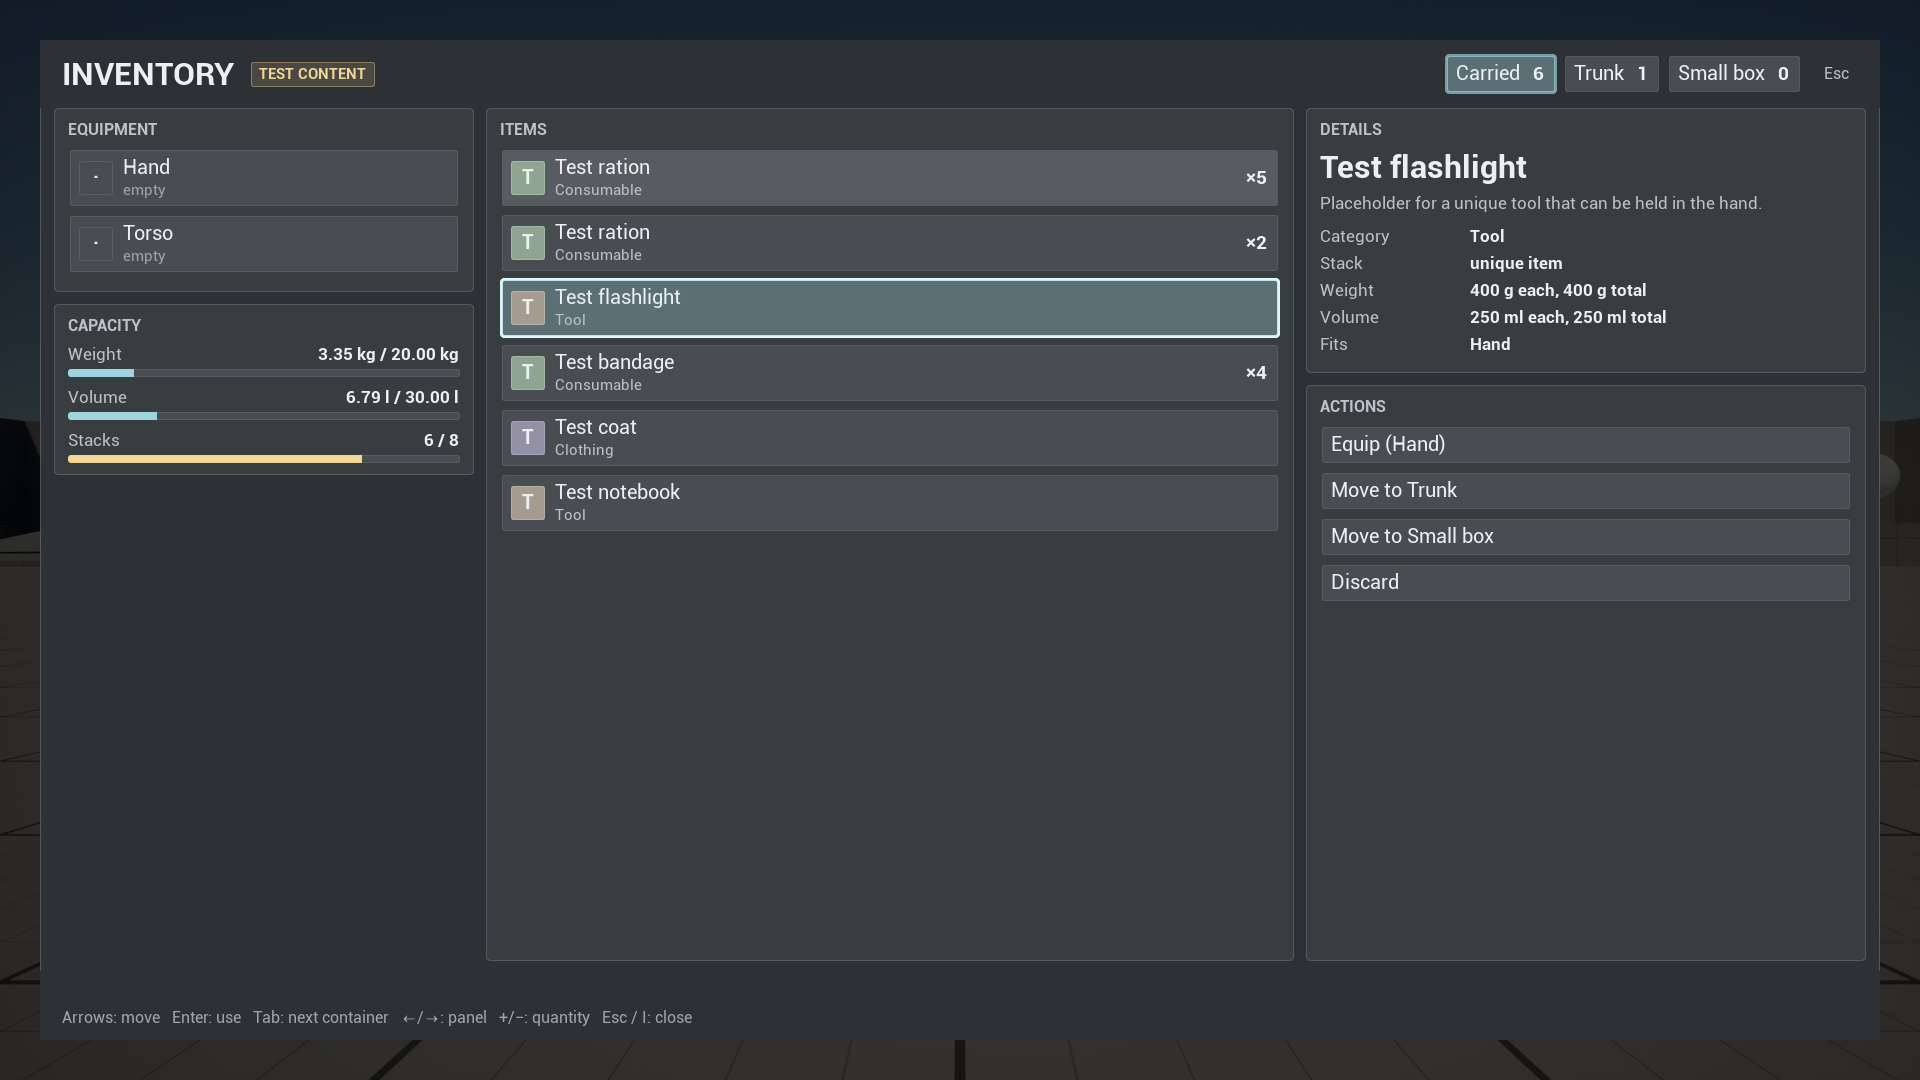 INVENTORY TEST CONTENT
Carried 6 Trunk 1 Small box 0 Esc
EQUIPMENT
Hand
empty
Torso
empty
CAPACITY
Weight 3.35 kg / 20.00 kg
Volume 6.79 l / 30.00 l
Stacks 6 / 8
ITEMS
T Test ration ×5
Consumable
T Test ration ×2
Consumable
T Test flashlight
Tool
T Test bandage ×4
Consumable
T Test coat
Clothing
T Test notebook
Tool
DETAILS
Test flashlight
Placeholder for a unique tool that can be held in the hand.
Category Tool
Stack unique item
Weight 400 g each, 400 g total
Volume 250 ml each, 250 ml total
Fits Hand
ACTIONS
Equip (Hand)
Move to Trunk
Move to Small box
Discard
Arrows: move Enter: use Tab: next container ←/→: panel +/−: quantity Esc / I: close